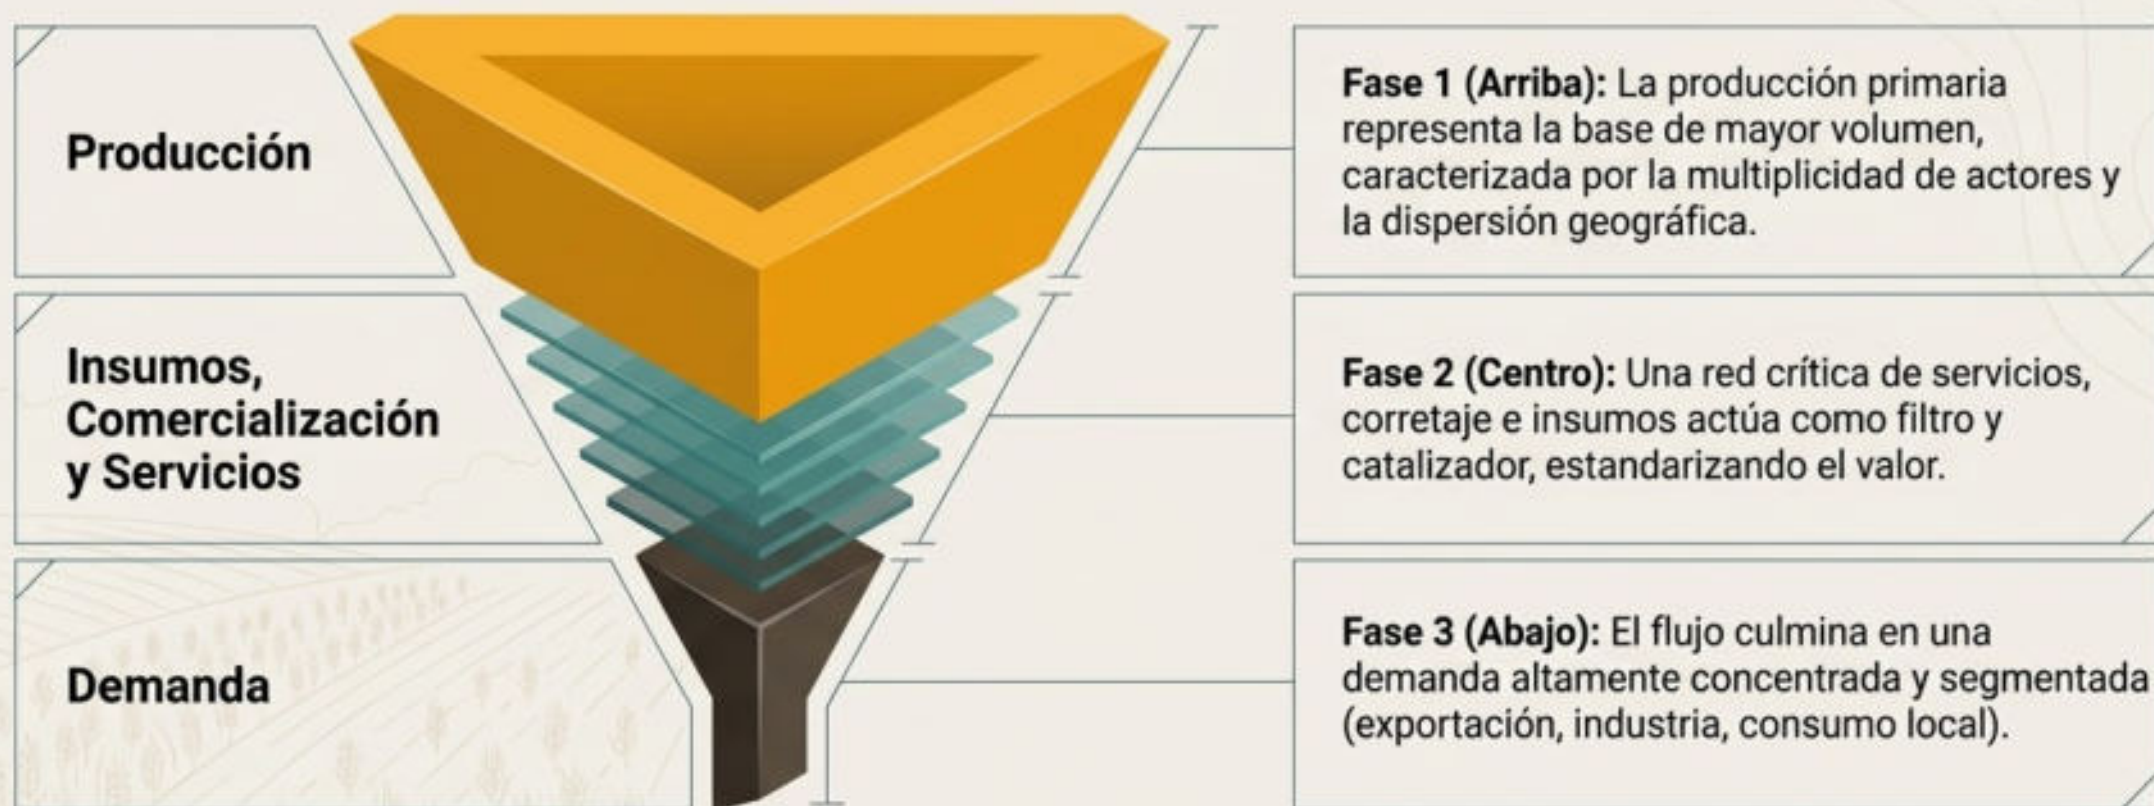 Producción
Fase 1 (Arriba): La producción primaria
representa la base de mayor volumen,
caracterizada por la multiplicidad de actores y
la dispersión geográfica.
Insumos,
Comercialización
y Servicios
Fase 2 (Centro): Una red crítica de servicios,
corretaje e insumos actúa como filtro y
catalizador, estandarizando el valor.
Demanda
Fase 3 (Abajo): El flujo culmina en una
demanda altamente concentrada y segmentada
(exportación, industria, consumo local).